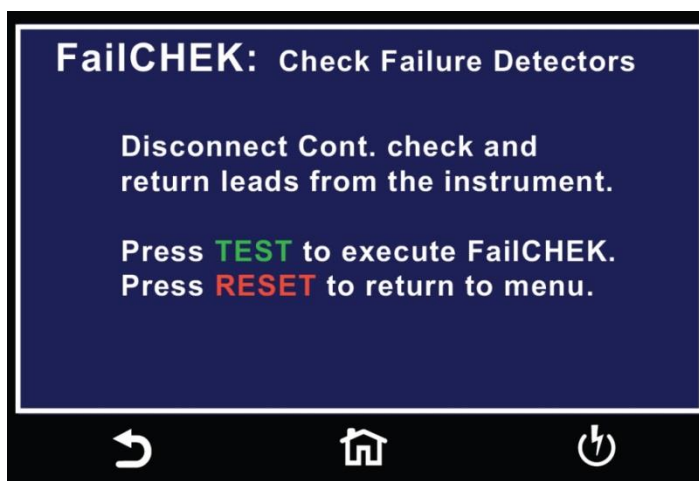 FailCHEK: Check Failure Detectors
Disconnect Cont. check and
return leads from the instrument.
Press TEST to execute FailCHEK.
Press RESET to return to menu.